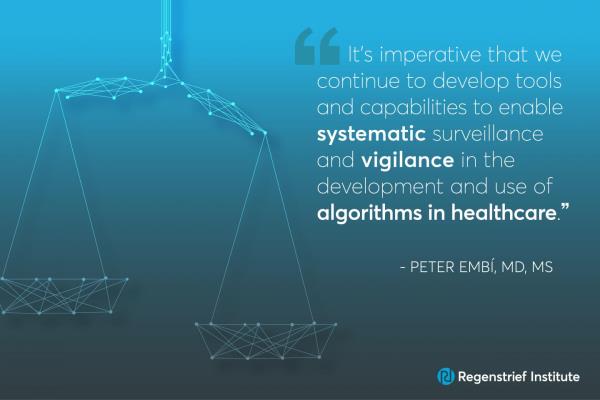 “ It’s imperative that we
continue to develop tools
and capabilities to enable
systematic surveillance
and vigilance in the
development and use of
algorithms in healthcare.”
- PETER EMBÍ, MD, MS
Regenstrief Institute